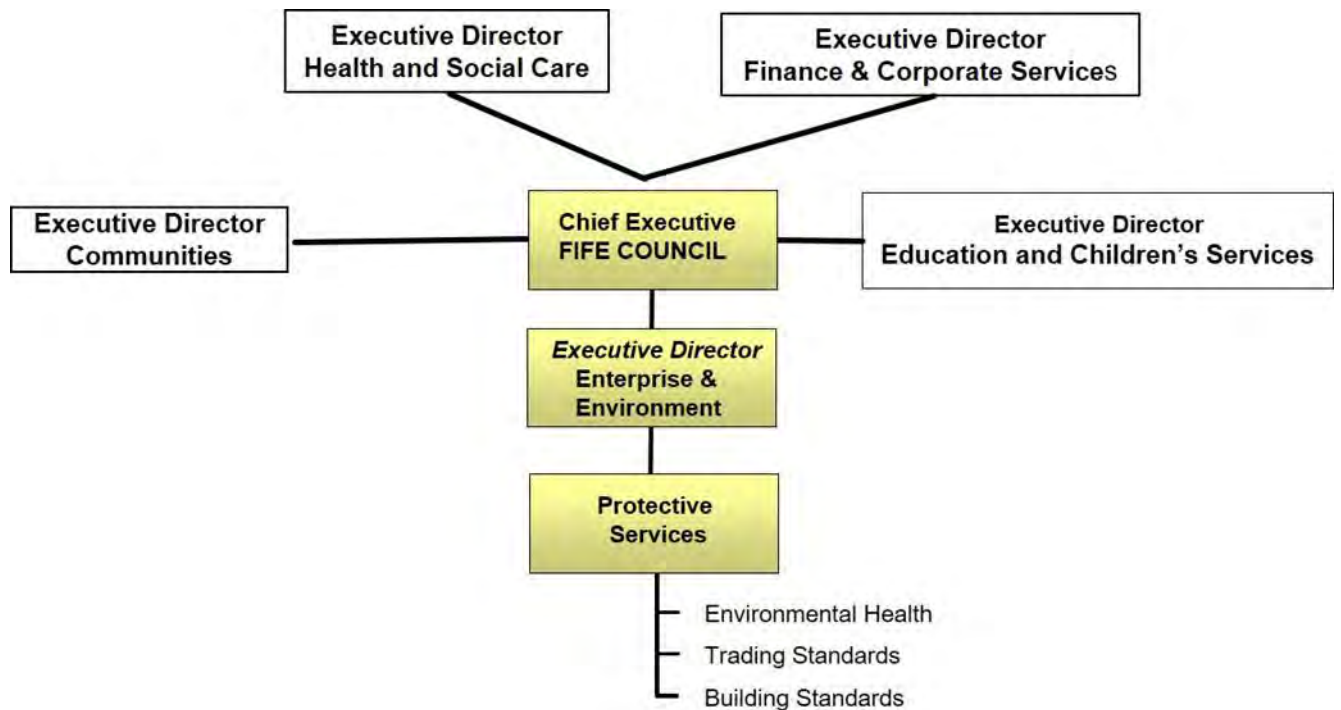 Executive Director
Health and Social Care
Executive Director
Finance & Corporate Services
Executive Director
Communities
Chief Executive
FIFE COUNCIL
Executive Director
Education and Children's Services
Executive Director
Enterprise &
Environment
Protective
Services
Environmental Health
Trading Standards
Building Standards